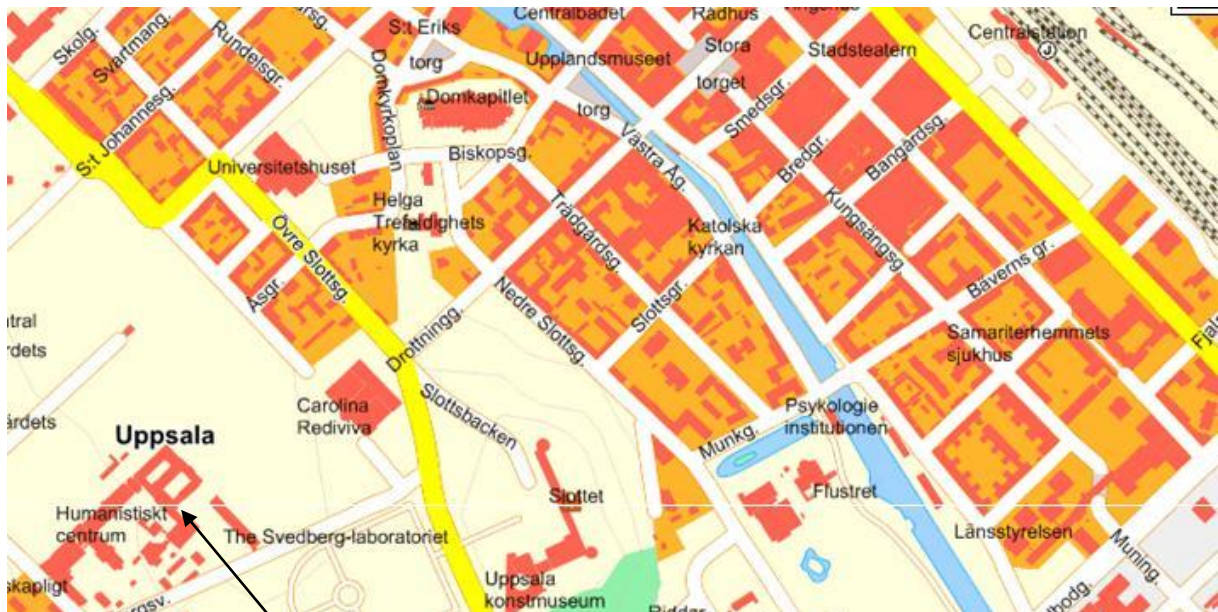 Centralbadet
Rådhus
S:t Eriks
torg
Upplandsmuseet
Stora
torget
Stadsteatern
Centralstation
Skolg.
Svartmang.
Rundelsgr.
Domkyrkoplan
Domkapitlet
torg
Västra Åg.
Smedsgr.
Bredgr.
Bangårdsg.
S:t Johannesg.
Universitetshuset
Biskopsg.
Helga
Trefaldighets
kyrka
Trädgårdsg.
Katolska
kyrkan
Kungsängsg
Bäverns gr.
Övre Slottsg.
Åsgr.
Drottningg.
Nedre Slottsg.
Slottsgr.
Samariterhemmets
sjukhus
Carolina
Rediviva
Slottsbacken
Munkg.
Psykologie
institutionen
Uppsala
Humanistiskt
centrum
The Svedberg-laboratoriet
Slottet
Flustret
Länsstyrelsen
Muning.
Uppsala
konstmuseum